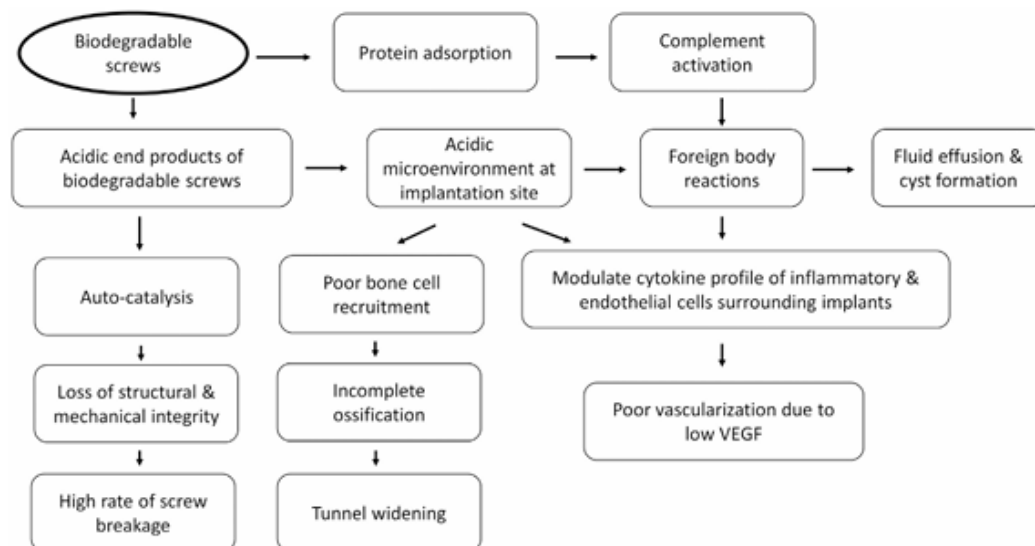 Biodegradable
screws
Protein adsorption
Complement
activation
Acidic end products of
biodegradable screws
Acidic
microenvironment at
implantation site
Foreign body
reactions
Fluid effusion &
cyst formation
Auto-catalysis
Poor bone cell
recruitment
Modulate cytokine profile of inflammatory &
endothelial cells surrounding implants
Loss of structural &
mechanical integrity
Incomplete
ossification
Poor vascularization due to
low VEGF
High rate of screw
breakage
Tunnel widening